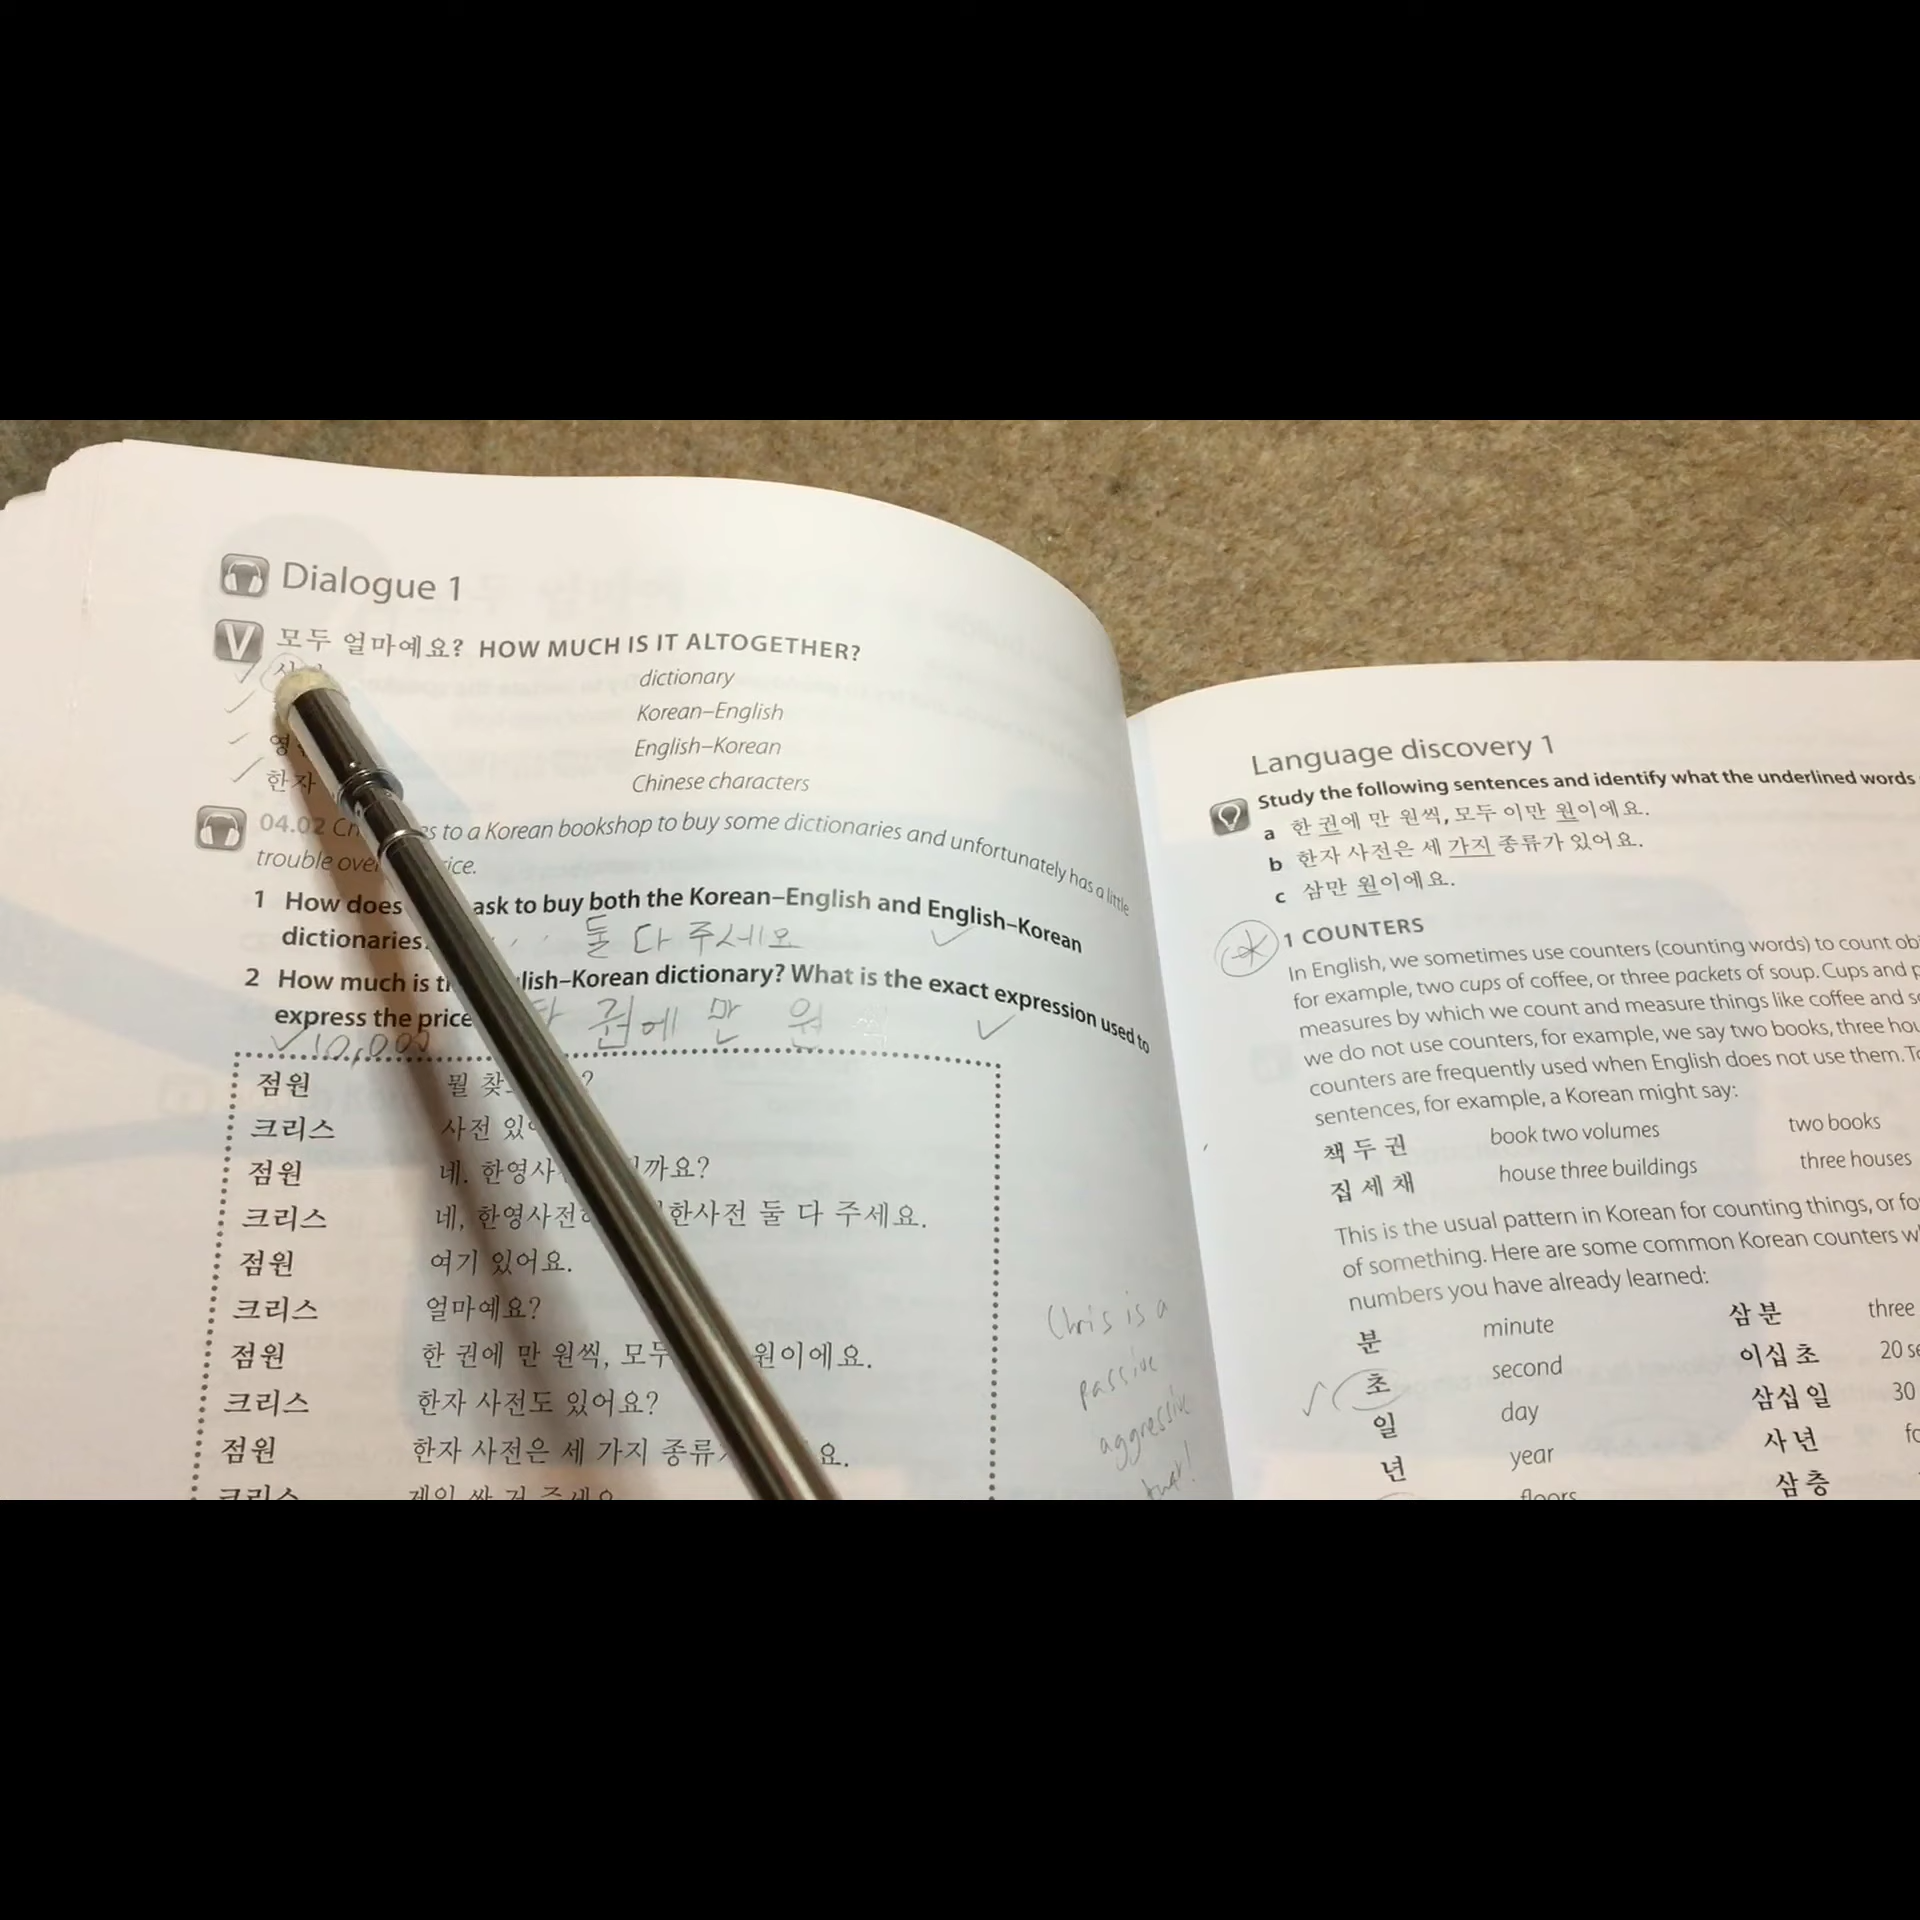 Dialogue 1
V 모두 얼마예요? HOW MUCH IS IT ALTOGETHER?
dictionary
Korean–English
English–Korean
한자 Chinese characters
04.02 to a Korean bookshop to buy some dictionaries and unfortunately has a little
trouble
1 How does ask to buy both the Korean–English and English–Korean
dictionaries.
둘 다 주세요
2 How much is dictionary? What is the exact expression used to
express the price
권에 만 원
10,000
점원 뭘
크리스 사전
점원 네. 한영사
크리스 네, 한영사전 둘 다 주세요.
점원 여기 있어요.
크리스 얼마예요?
점원 한 권에 만 원씩, 모두 원이에요.
크리스 한자 사전도 있어요?
점원 한자 사전은 세 가지 종류
크리스 제일 싼 거 주세요
Chris is a
passive
aggressive
Language discovery 1
Study the following sentences and identify what the underlined words
a 한 권에 만 원씩, 모두 이만 원이에요.
b 한자 사전은 세 가지 종류가 있어요.
c 삼만 원이에요.
1 COUNTERS
In English, we sometimes use counters (counting words) to count
for example, two cups of coffee, or three packets of soup. Cups and
measures by which we count and measure things like coffee and
we do not use counters, for example, we say two books, three
counters are frequently used when English does not use them.
sentences, for example, a Korean might say:
책 두 권 book two volumes two books
집 세 채 house three buildings three houses
This is the usual pattern in Korean for counting things, or
of something. Here are some common Korean counters
numbers you have already learned:
분 minute 삼 분 three
초 second 이십 초 20
일 day 삼십 일 30
년 year 사 년
floors 삼 층